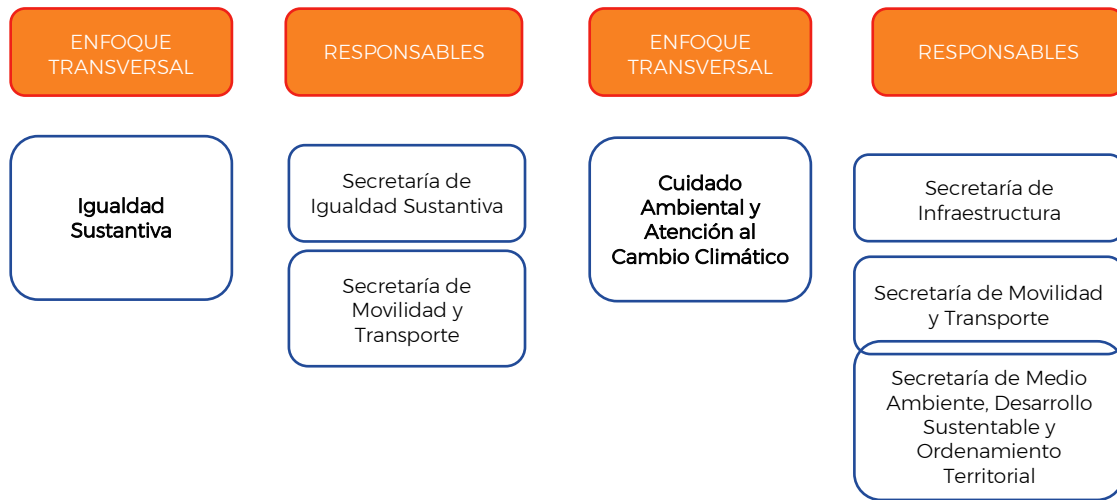 ENFOQUE
TRANSVERSAL
RESPONSABLES
ENFOQUE
TRANSVERSAL
RESPONSABLES
Igualdad
Sustantiva
Secretaría de
Igualdad Sustantiva
Secretaría de
Movilidad y
Transporte
Cuidado
Ambiental y
Atención al
Cambio Climático
Secretaría de
Infraestructura
Secretaría de Movilidad
y Transporte
Secretaría de Medio
Ambiente, Desarrollo
Sustentable y
Ordenamiento
Territorial